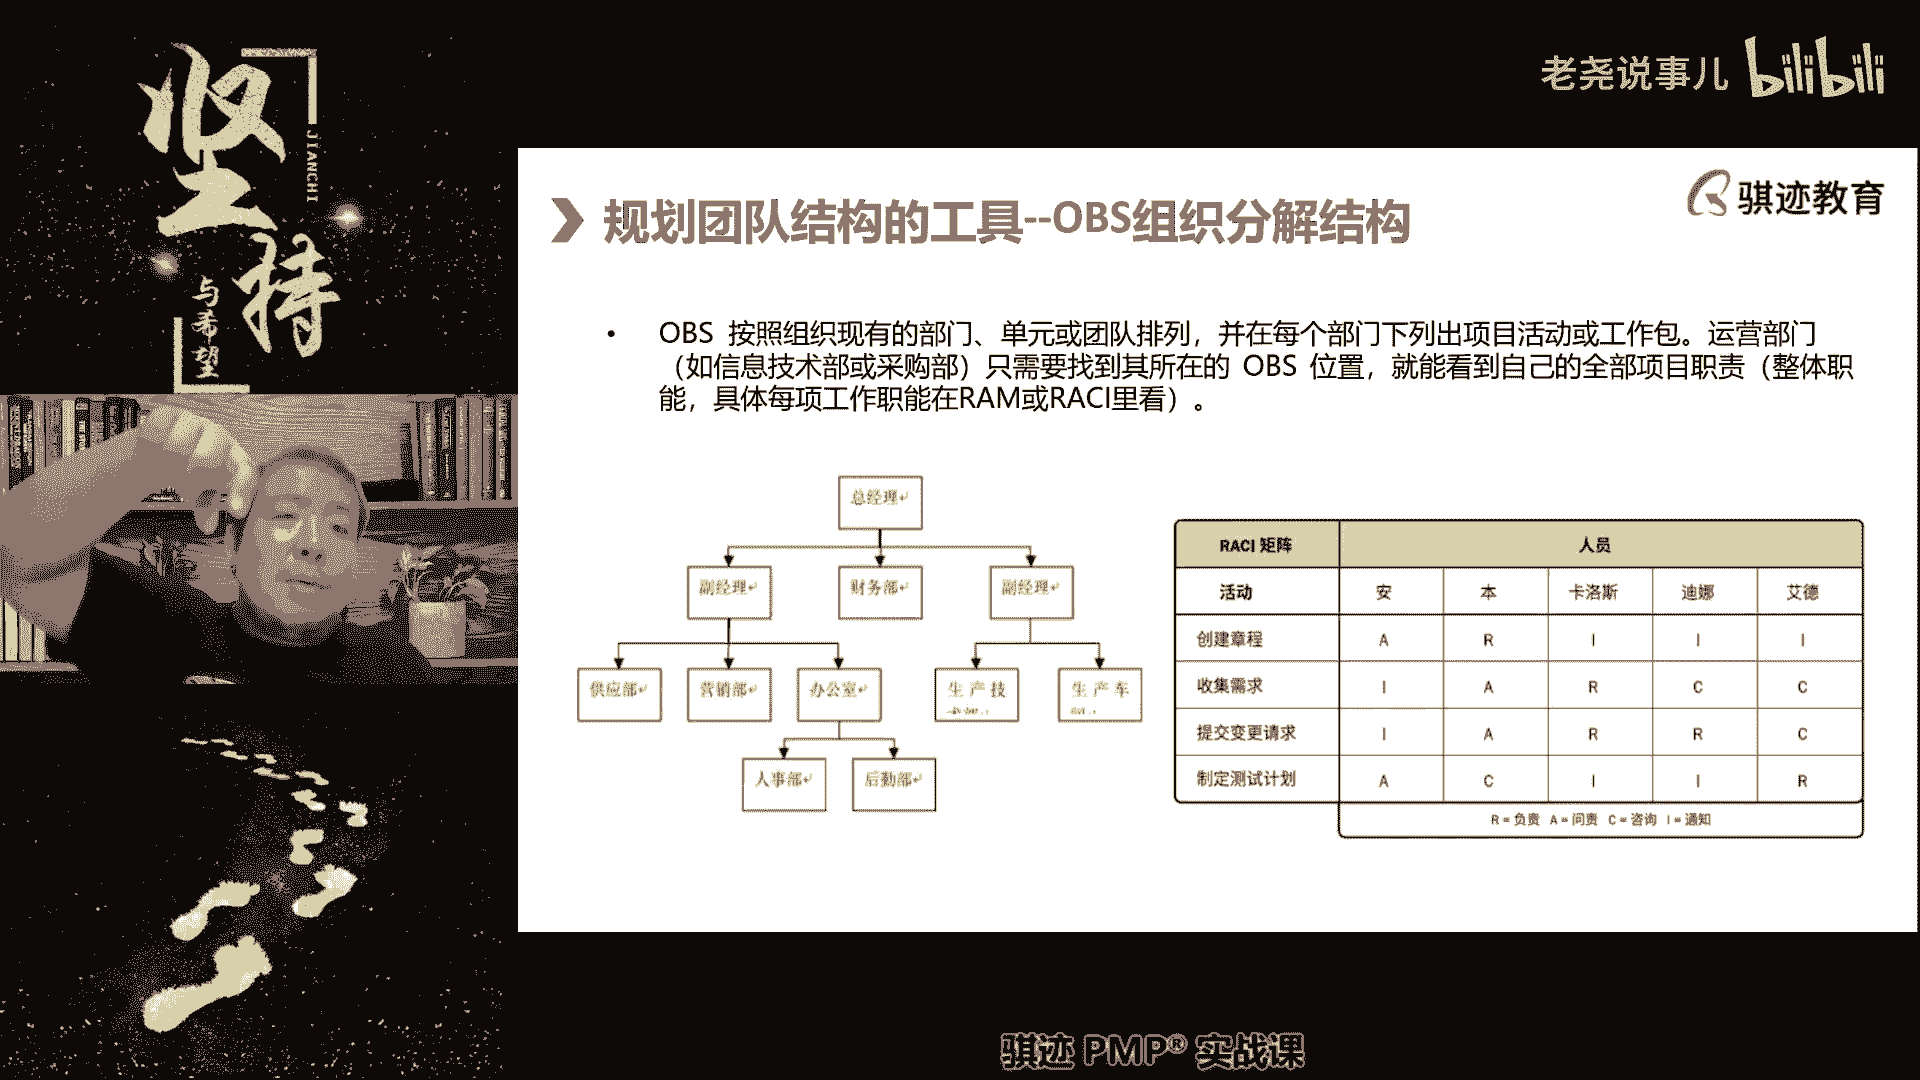 坚持
JIANCHI
与希望
老尧说事儿 bilibili
骐迹教育
规划团队结构的工具--OBS组织分解结构
• OBS 按照组织现有的部门、单元或团队排列，并在每个部门下列出项目活动或工作包。运营部门
（如信息技术部或采购部）只需要找到其所在的 OBS 位置，就能看到自己的全部项目职责（整体职
能，具体每项工作职能在RAM或RACI里看）。
总经理
副经理 财务部 副经理
供应部 营销部 办公室 生产技 生产车
人事部 后勤部
RACI 矩阵 人员
活动 安 本 卡洛斯 迪娜 艾德
创建章程 A R I I I
收集需求 I A R C C
提交变更请求 I A R R C
制定测试计划 A C I I R
R = 负责 A = 问责 C = 咨询 I = 通知
骐迹 PMP® 实战课